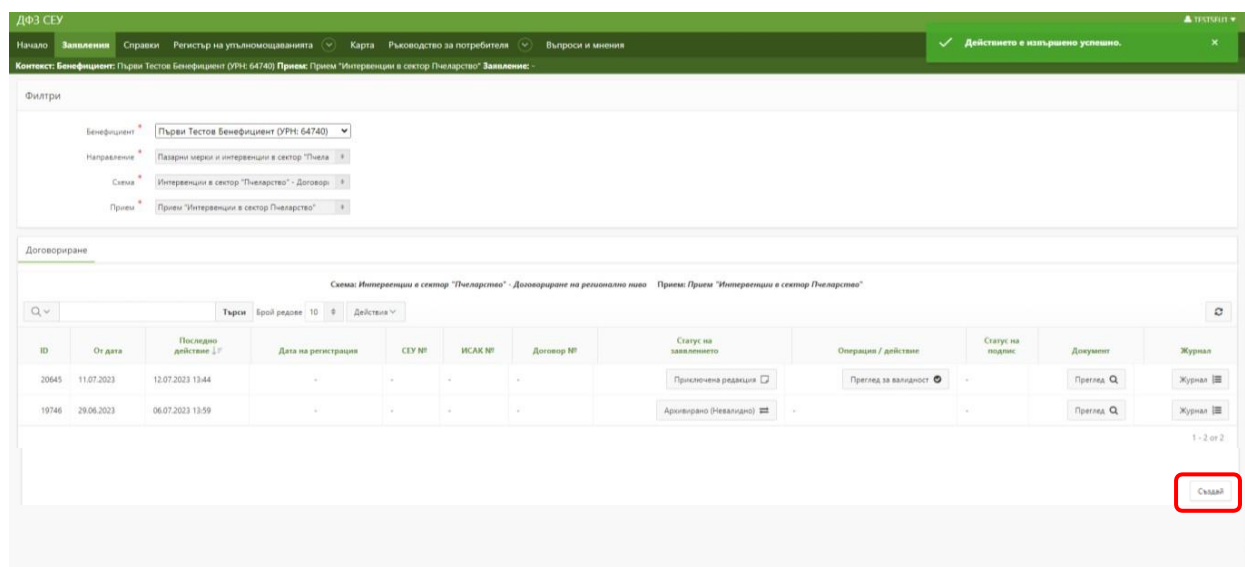 ДФЗ СЕУ
TESTSEU1
Начало Заявления Справки Регистър на упълномощаванията Карта Ръководство за потребителя Въпроси и мнения
Действието е извършено успешно.
Контекст: Бенефициент: Първи Тестов Бенефициент (УРН: 64740) Прием: Прием "Интервенции в сектор Пчеларство" Заявление: -
Филтри
Бенефициент * Първи Тестов Бенефициент (УРН: 64740)
Направление * Пазарни мерки и интервенции в сектор "Пчела
Схема * Интервенции в сектор "Пчеларство" - Договори
Прием * Прием "Интервенции в сектор Пчеларство"
Договориране
Схема: Интервенции в сектор "Пчеларство" - Договориране на регионално ниво Прием: Прием "Интервенции в сектор Пчеларство"
Търси Брой редове 10 Действия
ID От дата Последно действие Дата на регистрация СЕУ № ИСАК № Договор № Статус на заявлението Операция / действие Статус на подпис Документ Журнал
20645 11.07.2023 12.07.2023 13:44 - - - - Приключена редакция Преглед за валидност - Преглед Журнал
19746 29.06.2023 06.07.2023 13:59 - - - - Архивирано (Невалидно) - - Преглед Журнал
1 - 2 от 2
Създай